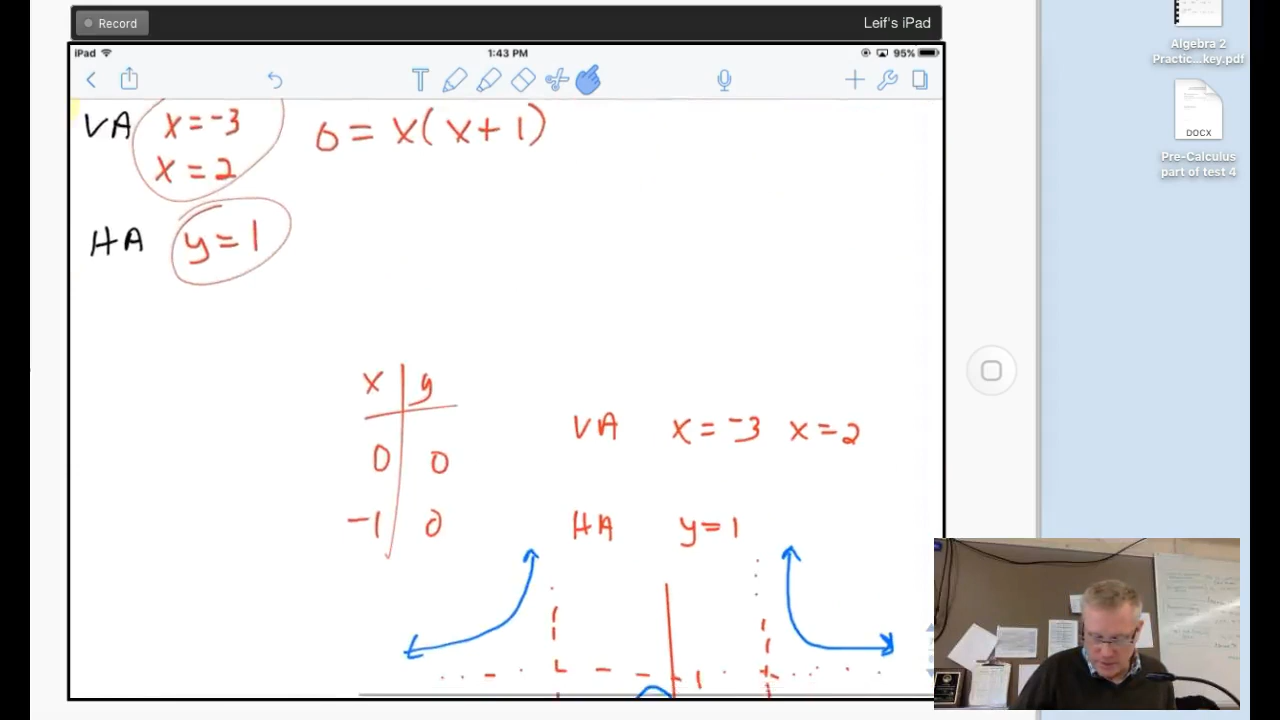 Record
Leif's iPad
iPad
1:43 PM
95%
T
VA x = -3
x = 2
0 = x(x+1)
HA y = 1
x y
0 0
-1 0
VA x = -3 x = 2
HA y = 1
1
Algebra 2
Practic...key.pdf
DOCX
Pre-Calculus
part of test 4